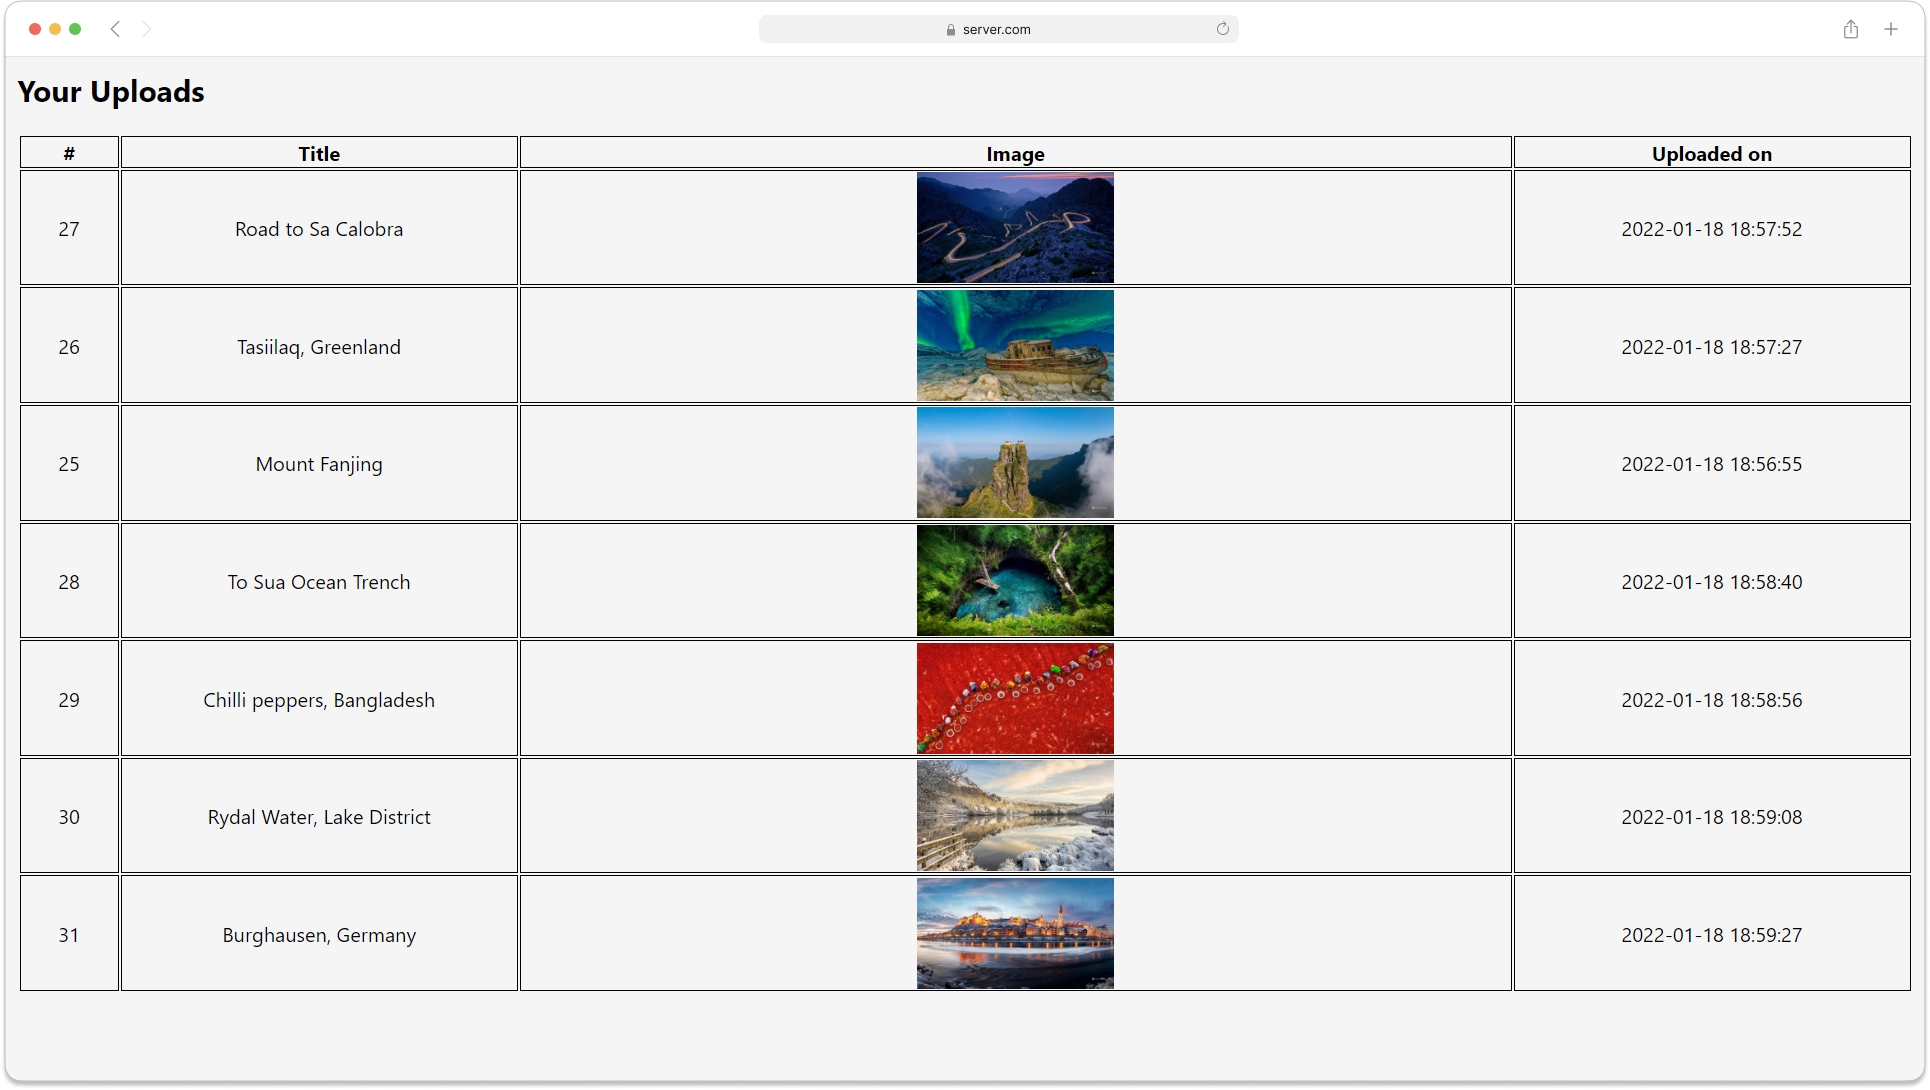 server.com
Your Uploads
# Title Image Uploaded on
27 Road to Sa Calobra 2022-01-18 18:57:52
26 Tasiilaq, Greenland 2022-01-18 18:57:27
25 Mount Fanjing 2022-01-18 18:56:55
28 To Sua Ocean Trench 2022-01-18 18:58:40
29 Chilli peppers, Bangladesh 2022-01-18 18:58:56
30 Rydal Water, Lake District 2022-01-18 18:59:08
31 Burghausen, Germany 2022-01-18 18:59:27